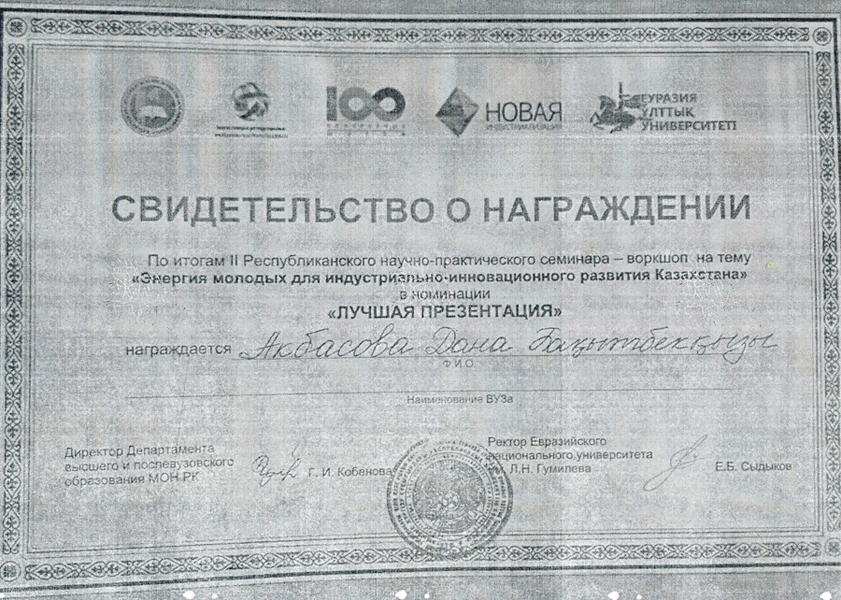 100
НОВАЯ
ИНДУСТРИАЛИЗАЦИЯ
ЕУРАЗИЯ
ҰЛТТЫҚ
УНИВЕРСИТЕТІ
СВИДЕТЕЛЬСТВО О НАГРАЖДЕНИИ
По итогам II Республиканского научно-практического семинара – воркшоп на тему
«Энергия молодых для индустриально-инновационного развития Казахстана»
в номинации
«ЛУЧШАЯ ПРЕЗЕНТАЦИЯ»
награждается Акбасова Дана Бақытбекқызы
Ф.И.О.
Наименование ВУЗа
Директор Департамента
высшего и послевузовского
образования МОН РК
Г. И. Кобенова
Ректор Евразийского
национального университета
Л.Н. Гумилева
Е.Б. Сыдыков